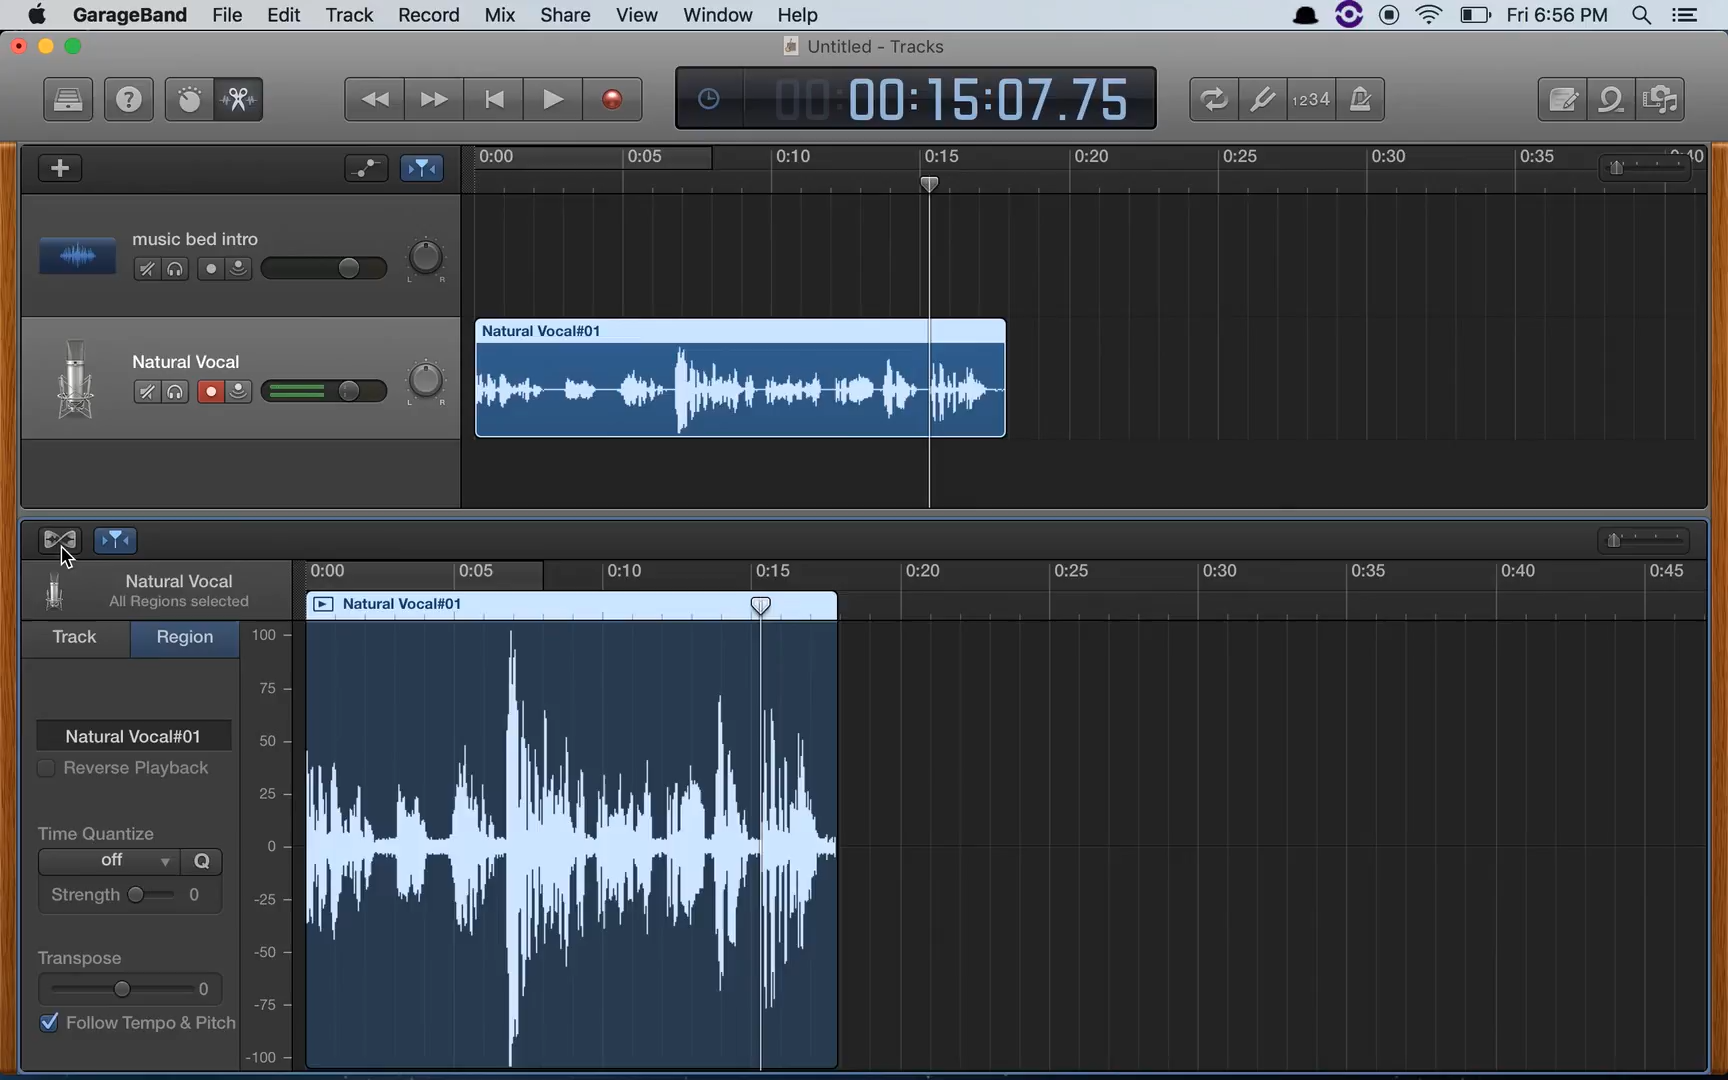 GarageBand File Edit Track Record Mix Share View Window Help Fri 6:56 PM
Untitled - Tracks
? 00:15:07.75 1234
0:00 0:05 0:10 0:15 0:20 0:25 0:30 0:35 0:40
music bed intro
L R
Natural Vocal#01
Natural Vocal
L R
0:00 0:05 0:10 0:15 0:20 0:25 0:30 0:35 0:40 0:45
Natural Vocal
All Regions selected
Natural Vocal#01
Track Region
100
75
50
25
0
-25
-50
-75
-100
Natural Vocal#01
Reverse Playback
Time Quantize
off Q
Strength 0
Transpose
0
Follow Tempo & Pitch